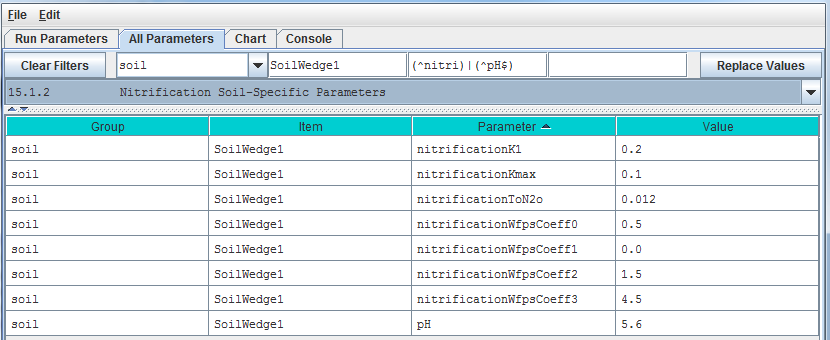 File Edit
Run Parameters All Parameters Chart Console
Clear Filters soil SoilWedge1 (^nitri)|(^pH$) Replace Values
15.1.2 Nitrification Soil-Specific Parameters
Group Item Parameter Value
soil SoilWedge1 nitrificationK1 0.2
soil SoilWedge1 nitrificationKmax 0.1
soil SoilWedge1 nitrificationToN2o 0.012
soil SoilWedge1 nitrificationWfpsCoeff0 0.5
soil SoilWedge1 nitrificationWfpsCoeff1 0.0
soil SoilWedge1 nitrificationWfpsCoeff2 1.5
soil SoilWedge1 nitrificationWfpsCoeff3 4.5
soil SoilWedge1 pH 5.6